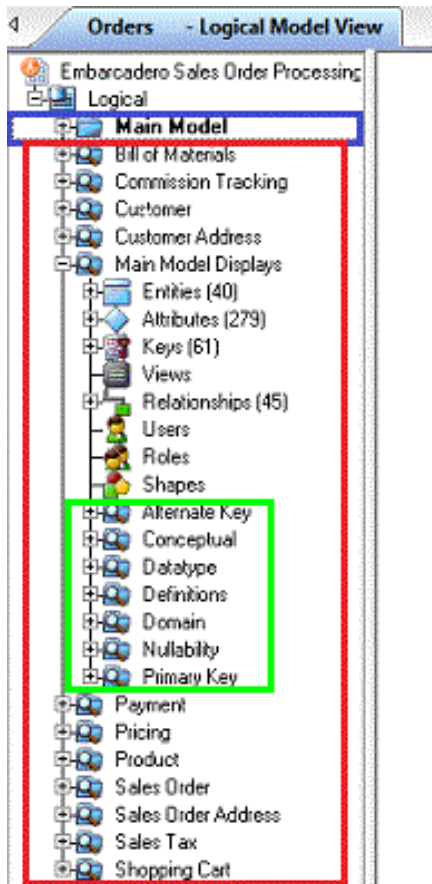 Orders - Logical Model View
Embarcadero Sales Order Processing
Logical
Main Model
Bill of Materials
Commission Tracking
Customer
Customer Address
Main Model Displays
Entities (40)
Attributes (279)
Keys (61)
Views
Relationships (45)
Users
Roles
Shapes
Alternate Key
Conceptual
Datatype
Definitions
Domain
Nullability
Primary Key
Payment
Pricing
Product
Sales Order
Sales Order Address
Sales Tax
Shopping Cart